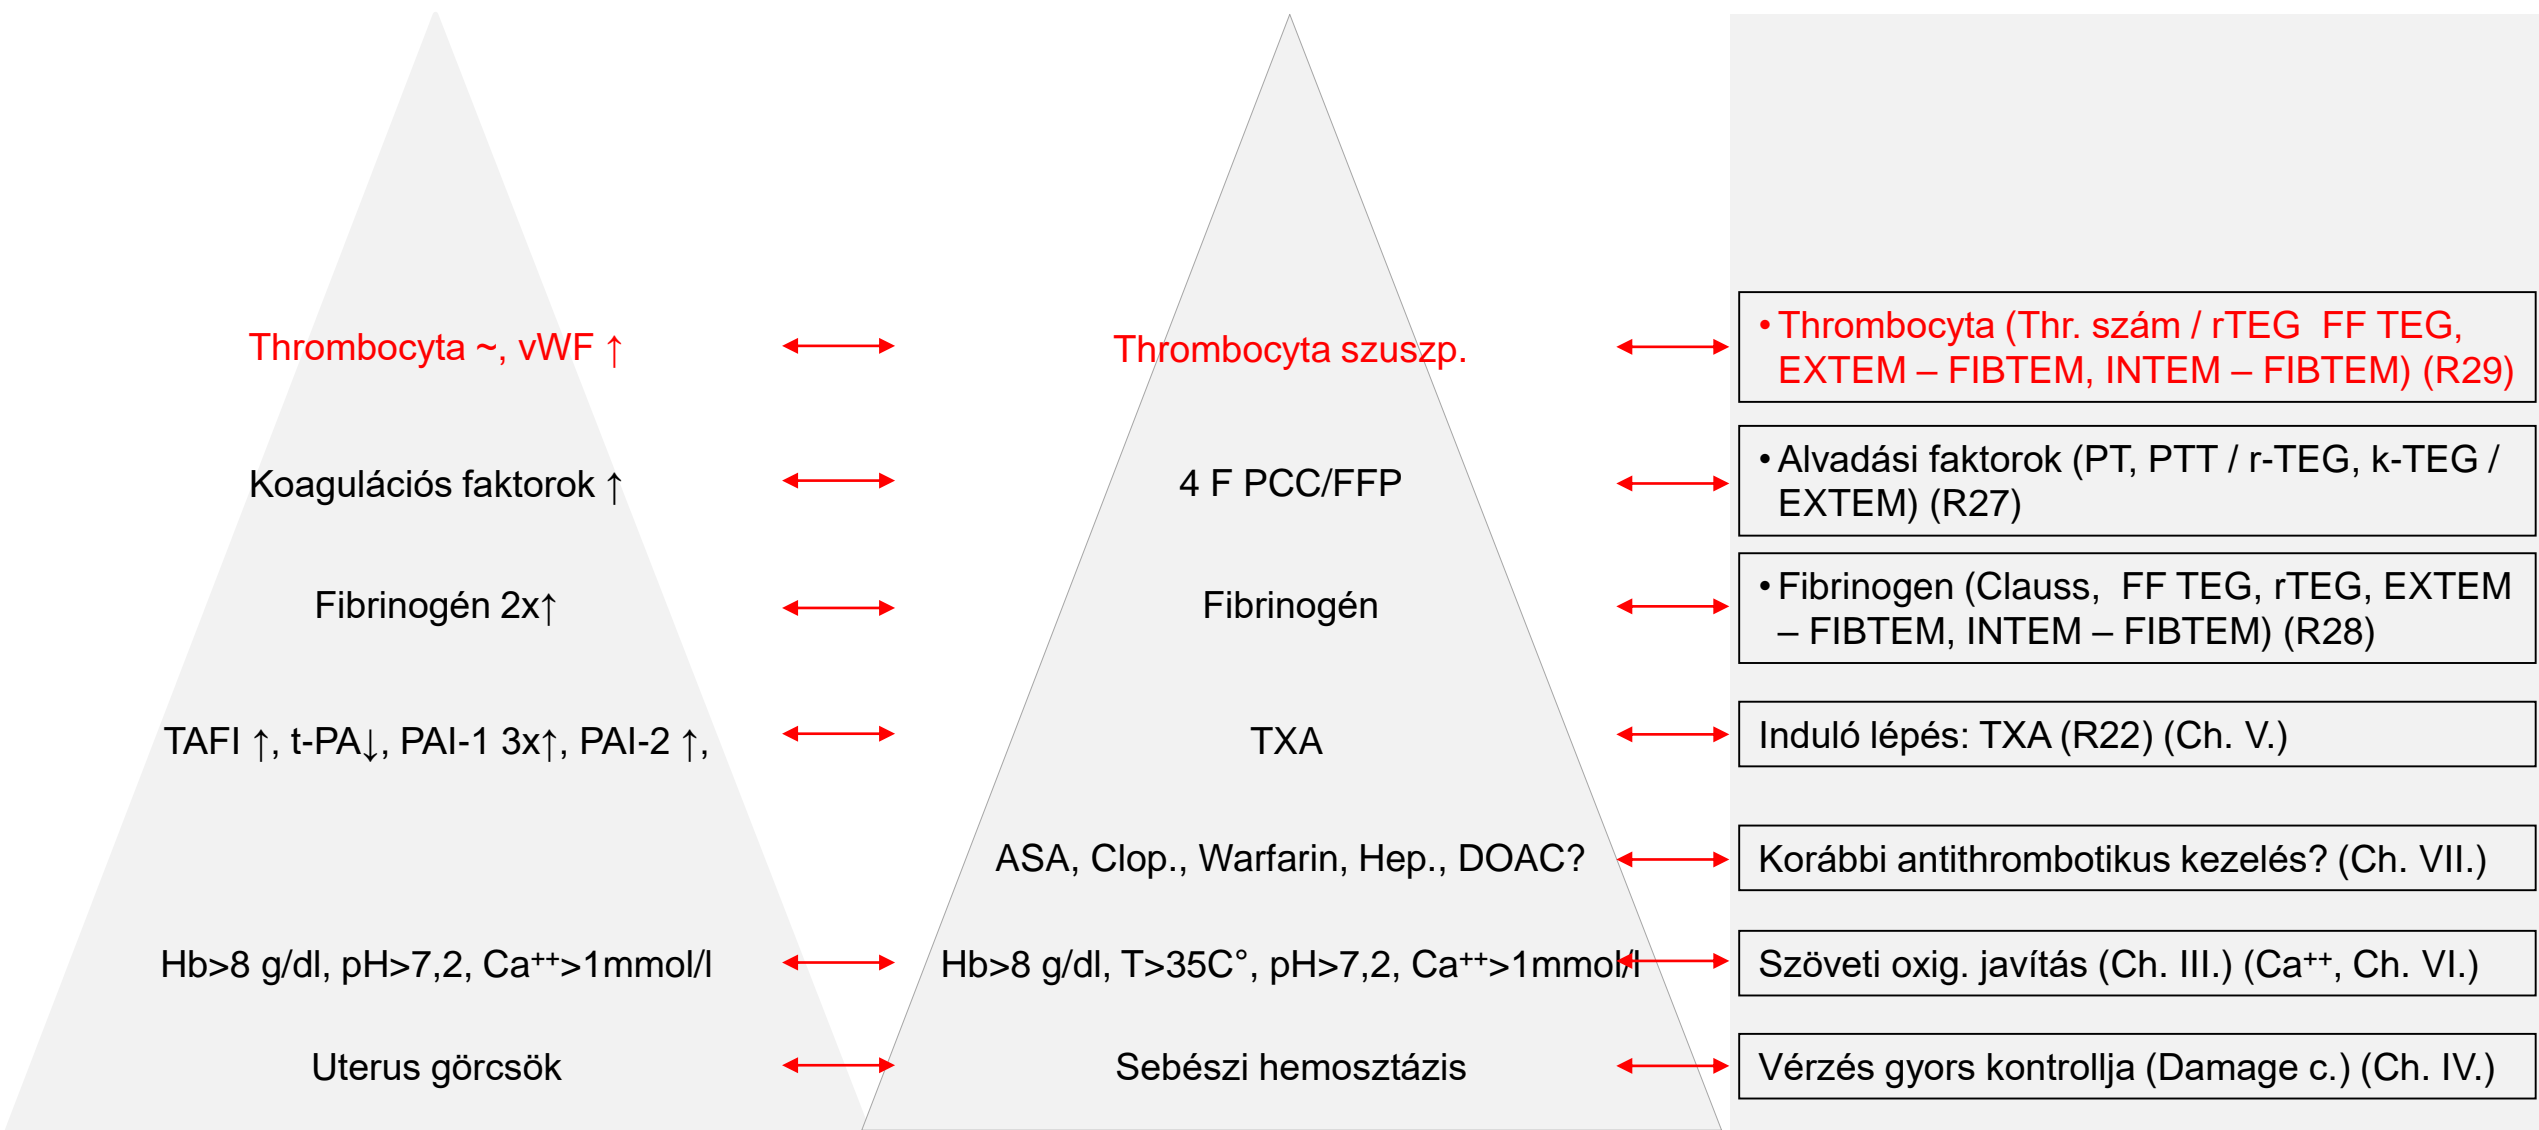 Thrombocyta ~, vWF ↑
Thrombocyta szuszp.
• Thrombocyta (Thr. szám / rTEG  FF TEG,
EXTEM – FIBTEM, INTEM – FIBTEM) (R29)
Koagulációs faktorok ↑
4 F PCC/FFP
• Alvadási faktorok (PT, PTT / r-TEG, k-TEG /
EXTEM) (R27)
Fibrinogén 2x↑
Fibrinogén
• Fibrinogen (Clauss,  FF TEG, rTEG, EXTEM
– FIBTEM, INTEM – FIBTEM) (R28)
TAFI ↑, t-PA↓, PAI-1 3x↑, PAI-2 ↑,
TXA
Induló lépés: TXA (R22) (Ch. V.)
ASA, Clop., Warfarin, Hep., DOAC?
Korábbi antithrombotikus kezelés? (Ch. VII.)
Hb>8 g/dl, pH>7,2, Ca⁺⁺>1mmol/l
Hb>8 g/dl, T>35C°, pH>7,2, Ca⁺⁺>1mmol/l
Szöveti oxig. javítás (Ch. III.) (Ca⁺⁺, Ch. VI.)
Uterus görcsök
Sebészi hemosztázis
Vérzés gyors kontrollja (Damage c.) (Ch. IV.)